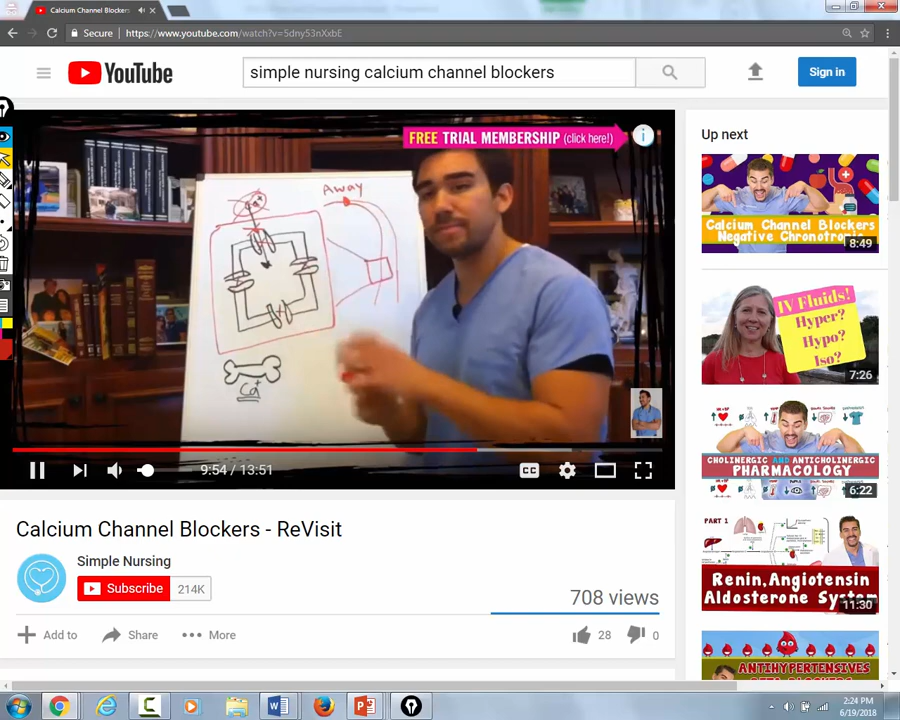 Calcium Channel Blockers
Secure
https://www.youtube.com/watch?v=5dny53nXxbE
YouTube
simple nursing calcium channel blockers
Sign in
FREE TRIAL MEMBERSHIP (click here!)
i
Away
Ca+
9:54 / 13:51
CC
Calcium Channel Blockers - ReVisit
Simple Nursing
Subscribe
214K
708 views
Add to
Share
More
28
0
Up next
Calcium Channel Blockers
Negative Chronotropic
8:49
IV Fluids!
Hyper?
Hypo?
Iso?
7:26
CHOLINERGIC AND ANTICHOLINERGIC
PHARMACOLOGY
6:22
PART 1
Renin, Angiotensin
Aldosterone System
11:30
ANTIHYPERTENSIVES
2:24 PM
6/19/2018